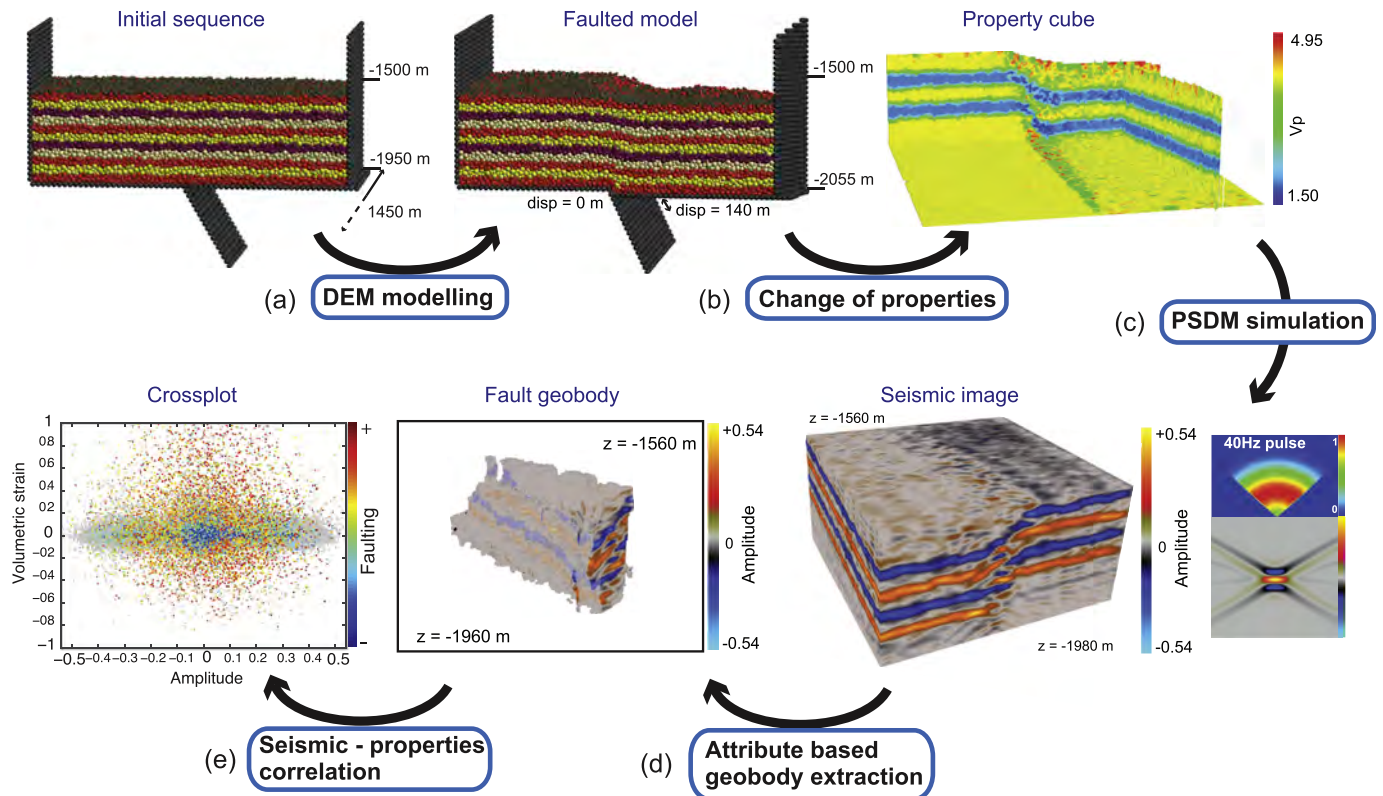 Initial sequence
Faulted model
Property cube
-1500 m
-1950 m
1450 m
-1500 m
-2055 m
disp = 0 m
disp = 140 m
4.95
Vp
1.50
(a)
DEM modelling
(b)
Change of properties
(c)
PSDM simulation
Crossplot
Fault geobody
Seismic image
1
08
06
04
0.2
0
-02
-04
-06
-08
-1
Volumetric strain
-0.5
-0.4
-0.3
-0.2
-0.1
0
0.1
0.2
0.3
0.4
0.5
Amplitude
+
Faulting
-
z = -1560 m
z = -1960 m
+0.54
0
Amplitude
-0.54
z = -1560 m
z = -1980 m
+0.54
0
Amplitude
-0.54
40Hz pulse
1
0
(e)
Seismic - properties
correlation
(d)
Attribute based
geobody extraction